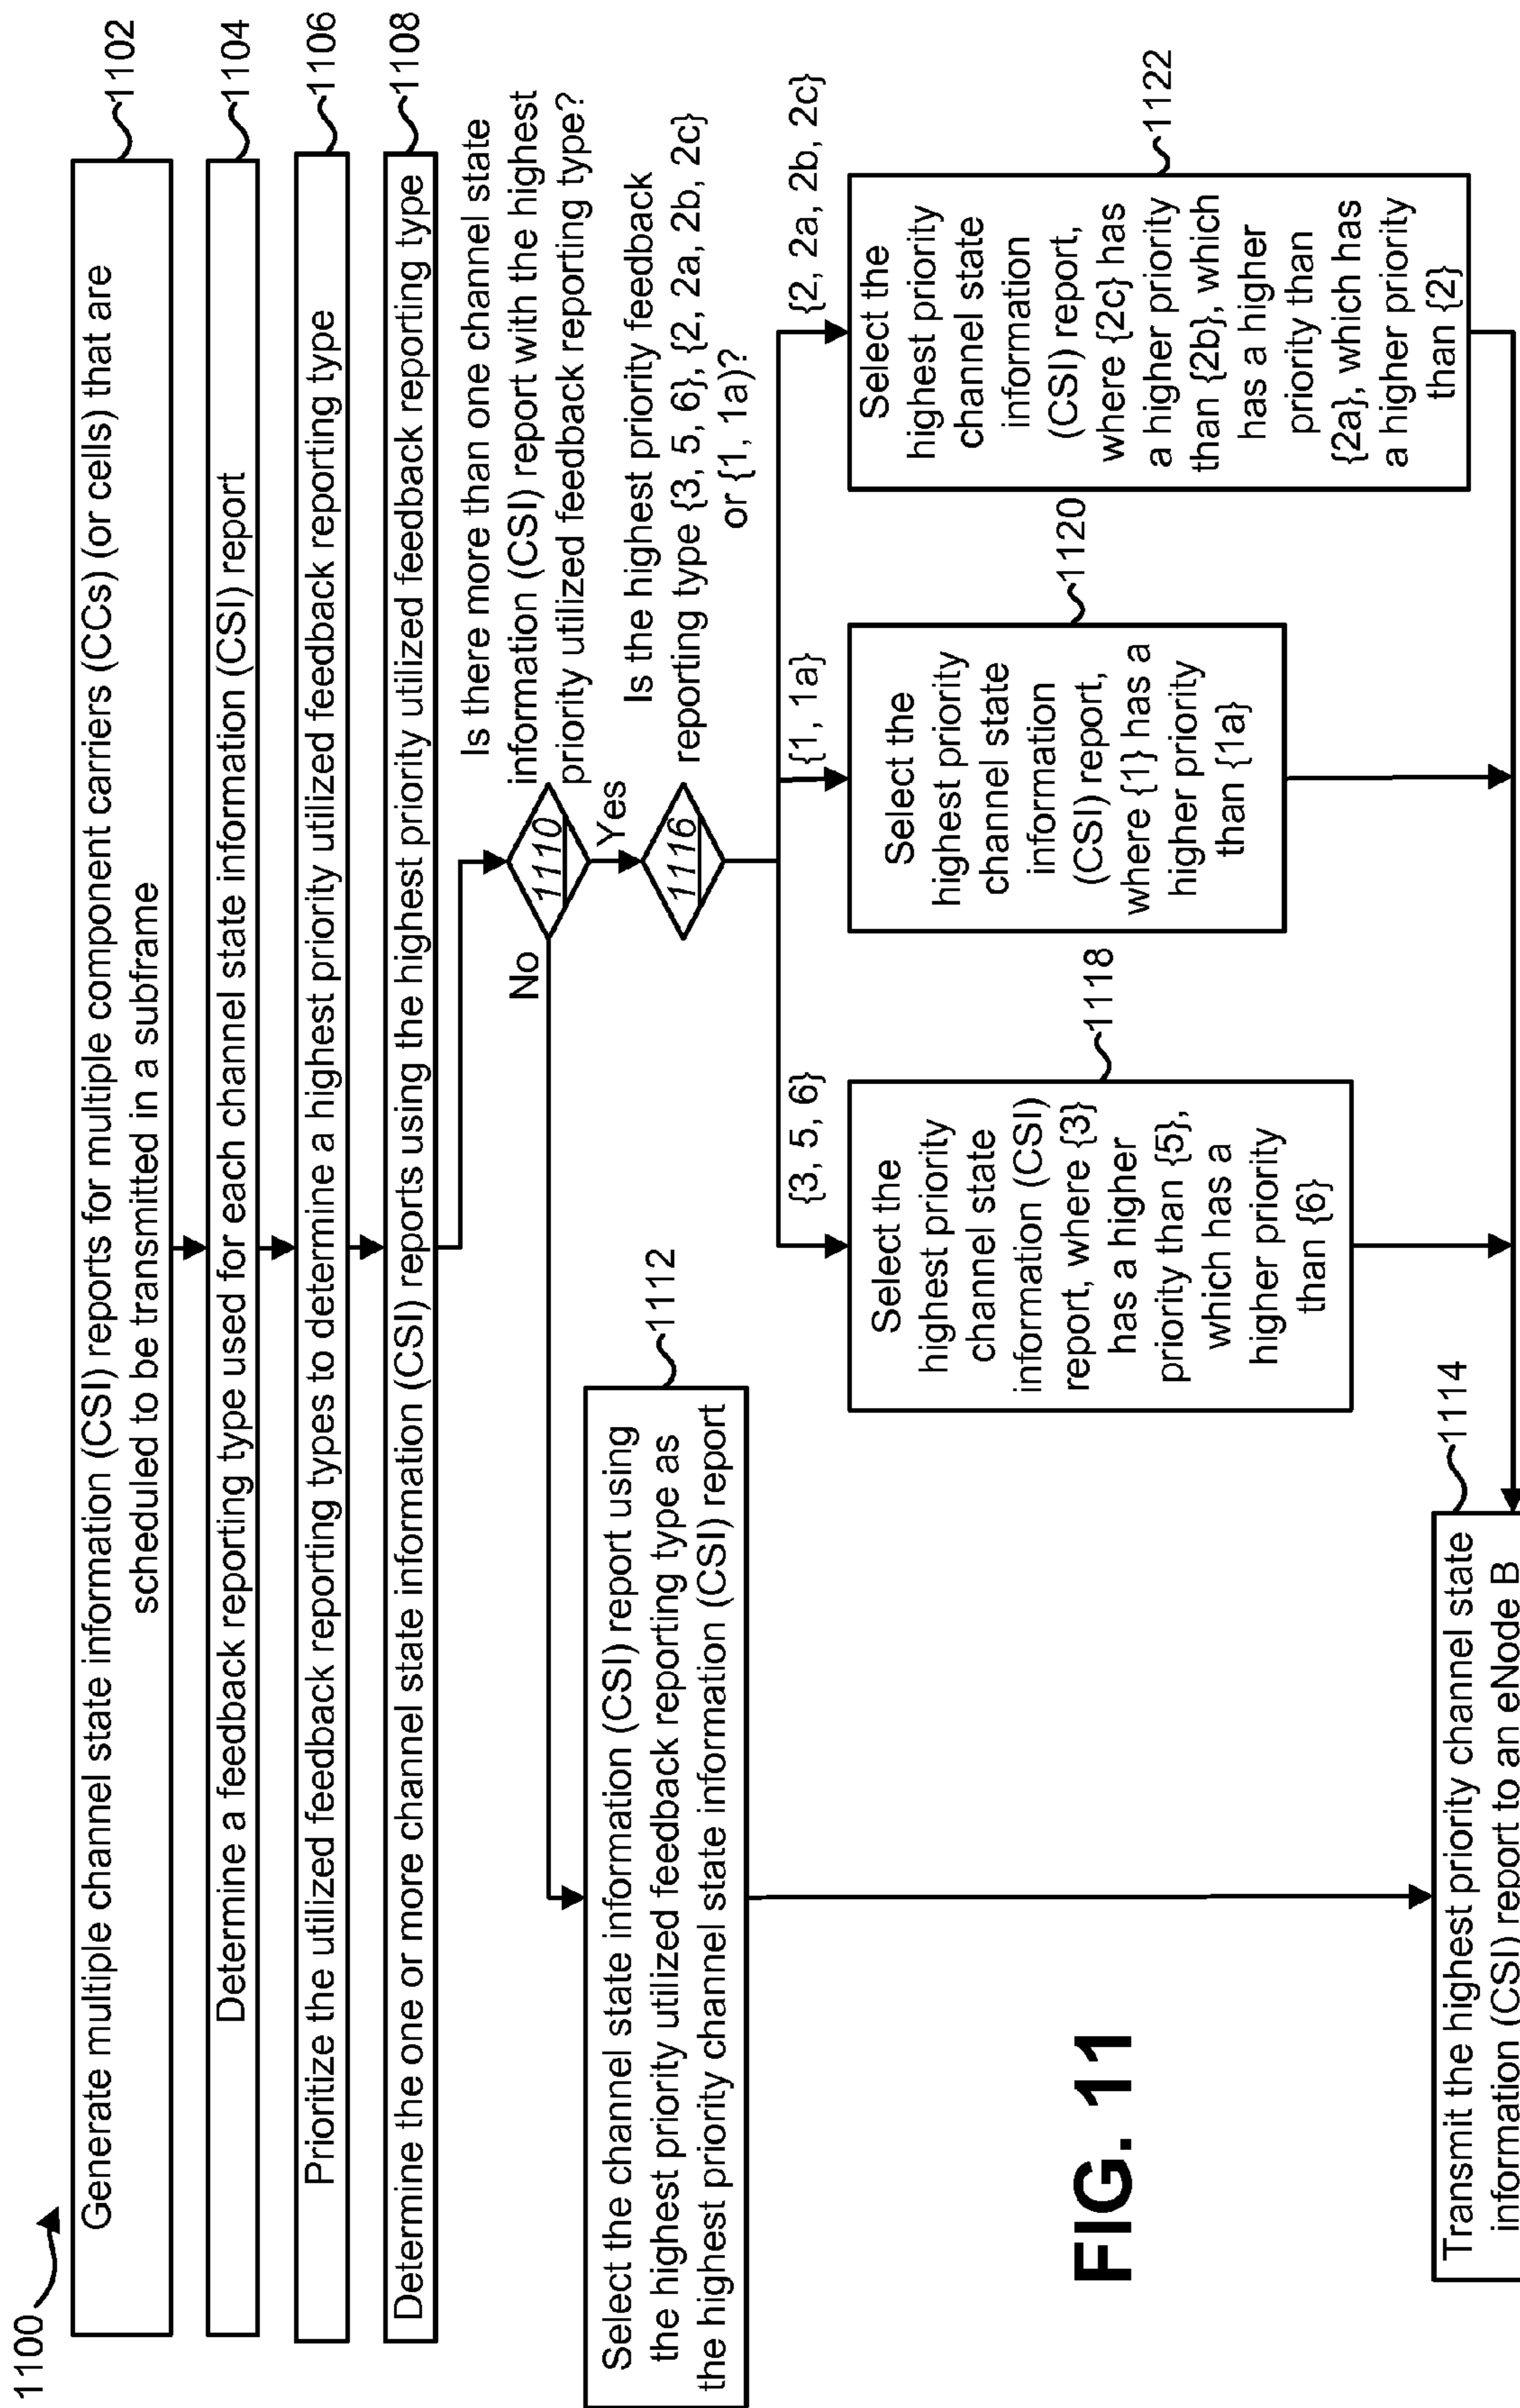 1100
Generate multiple channel state information (CSI) reports for multiple component carriers (CCs) (or cells) that are
scheduled to be transmitted in a subframe
1102
Determine a feedback reporting type used for each channel state information (CSI) report
1104
Prioritize the utilized feedback reporting types to determine a highest priority utilized feedback reporting type
1106
Determine the one or more channel state information (CSI) reports using the highest priority utilized feedback reporting type
1108
Is there more than one channel state
information (CSI) report with the highest
priority utilized feedback reporting type?
1110
No
Yes
Select the channel state information (CSI) report using
the highest priority utilized feedback reporting type as
the highest priority channel state information (CSI) report
1112
Is the highest priority feedback
reporting type {3, 5, 6}, {2, 2a, 2b, 2c}
or {1, 1a)?
1116
{3, 5, 6}
{1, 1a}
{2, 2a, 2b, 2c}
Select the
highest priority
channel state
information (CSI)
report, where {3}
has a higher
priority than {5},
which has a
higher priority
than {6}
1118
Select the
highest priority
channel state
information
(CSI) report,
where {1} has a
higher priority
than {1a}
1120
Select the
highest priority
channel state
information
(CSI) report,
where {2c} has
a higher priority
than {2b}, which
has a higher
priority than
{2a}, which has
a higher priority
than {2}
1122
Transmit the highest priority channel state
information (CSI) report to an eNode B
1114
FIG. 11